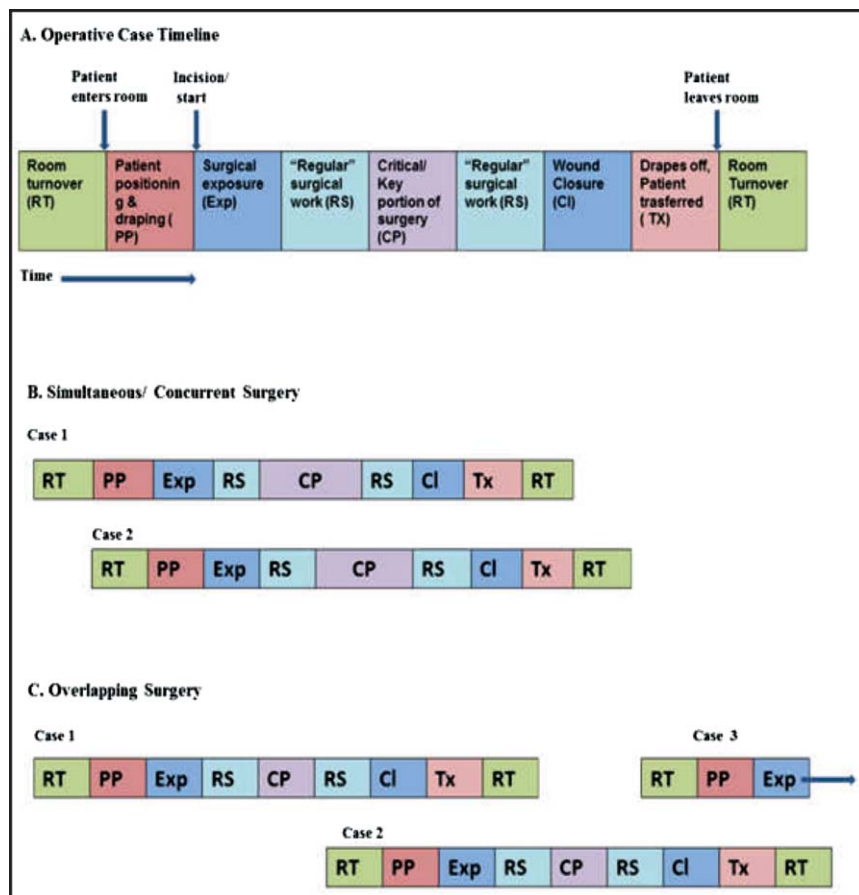 A. Operative Case Timeline
Patient
enters room
Incision/
start
Patient
leaves room
Room
turnover
(RT)
Patient
positionin
g &
draping (
PP)
Surgical
exposure
(Exp)
"Regular"
surgical
work (RS)
Critical/
Key
portion of
surgery
(CP)
"Regular"
surgical
work (RS)
Wound
Closure
(Cl)
Drapes off,
Patient
trasferred
( TX)
Room
Turnover
(RT)
Time
B. Simultaneous/ Concurrent Surgery
Case 1
RT PP Exp RS CP RS Cl Tx RT
Case 2
RT PP Exp RS CP RS Cl Tx RT
C. Overlapping Surgery
Case 1
Case 3
RT PP Exp RS CP RS Cl Tx RT
RT PP Exp
Case 2
RT PP Exp RS CP RS Cl Tx RT